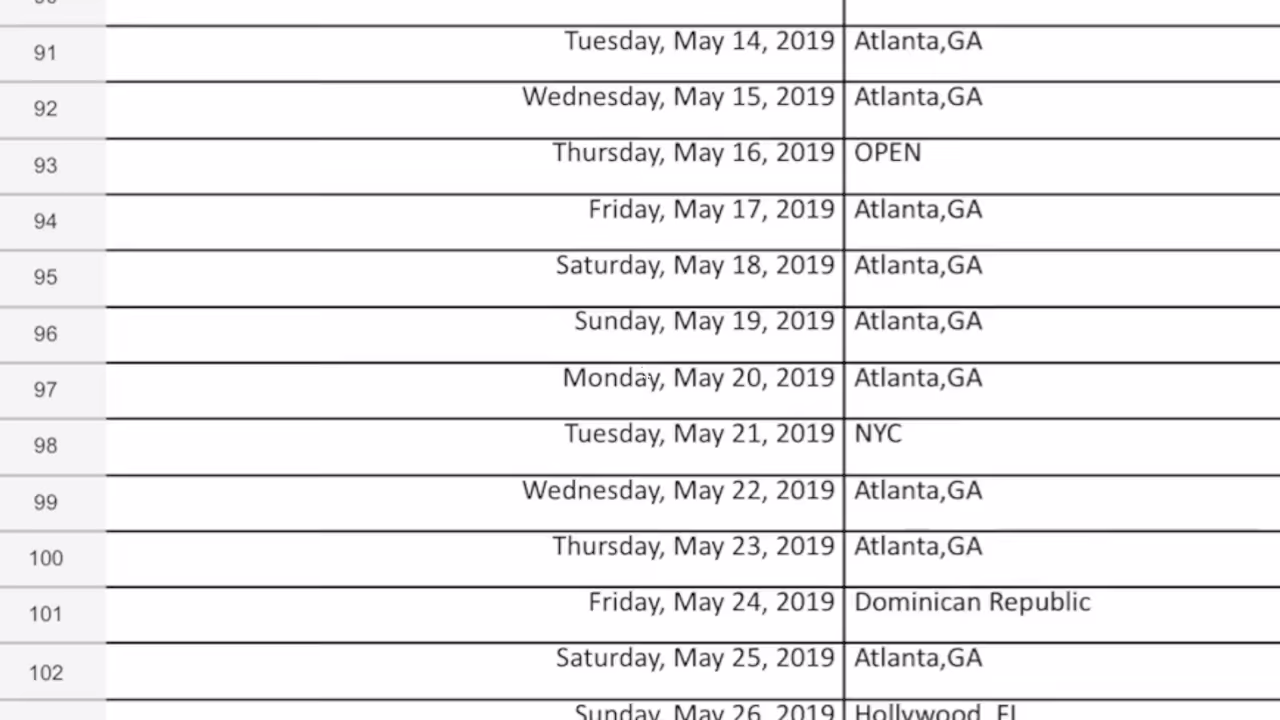 91 Tuesday, May 14, 2019 Atlanta,GA
92 Wednesday, May 15, 2019 Atlanta,GA
93 Thursday, May 16, 2019 OPEN
94 Friday, May 17, 2019 Atlanta,GA
95 Saturday, May 18, 2019 Atlanta,GA
96 Sunday, May 19, 2019 Atlanta,GA
97 Monday, May 20, 2019 Atlanta,GA
98 Tuesday, May 21, 2019 NYC
99 Wednesday, May 22, 2019 Atlanta,GA
100 Thursday, May 23, 2019 Atlanta,GA
101 Friday, May 24, 2019 Dominican Republic
102 Saturday, May 25, 2019 Atlanta,GA
Sunday, May 26, 2019 Hollywood, FL